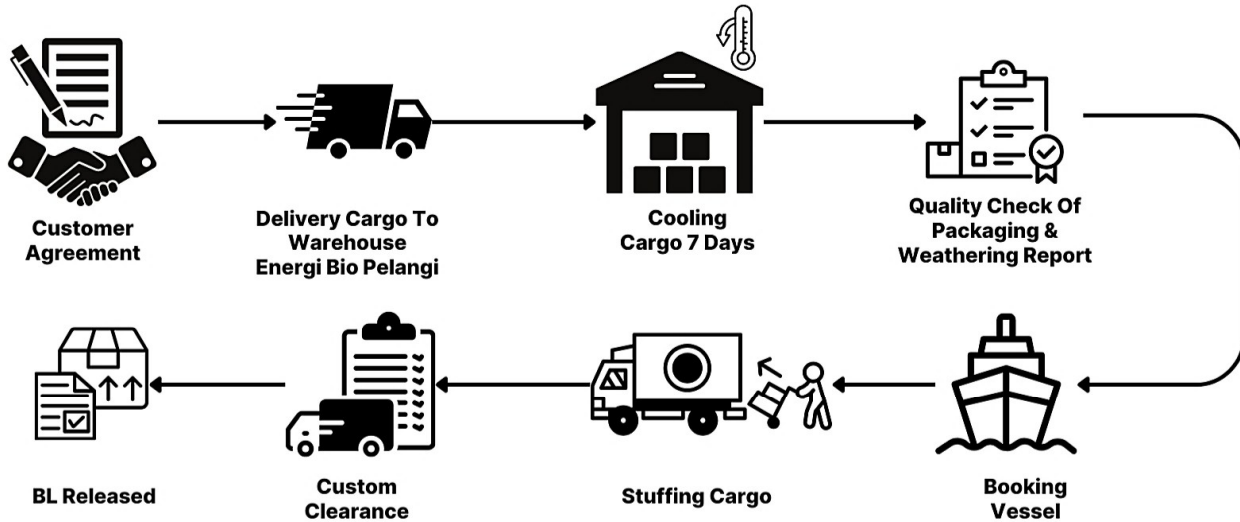 Customer
Agreement
Delivery Cargo To
Warehouse
Energi Bio Pelangi
Cooling
Cargo 7 Days
Quality Check Of
Packaging &
Weathering Report
Booking
Vessel
Stuffing Cargo
Custom
Clearance
BL Released